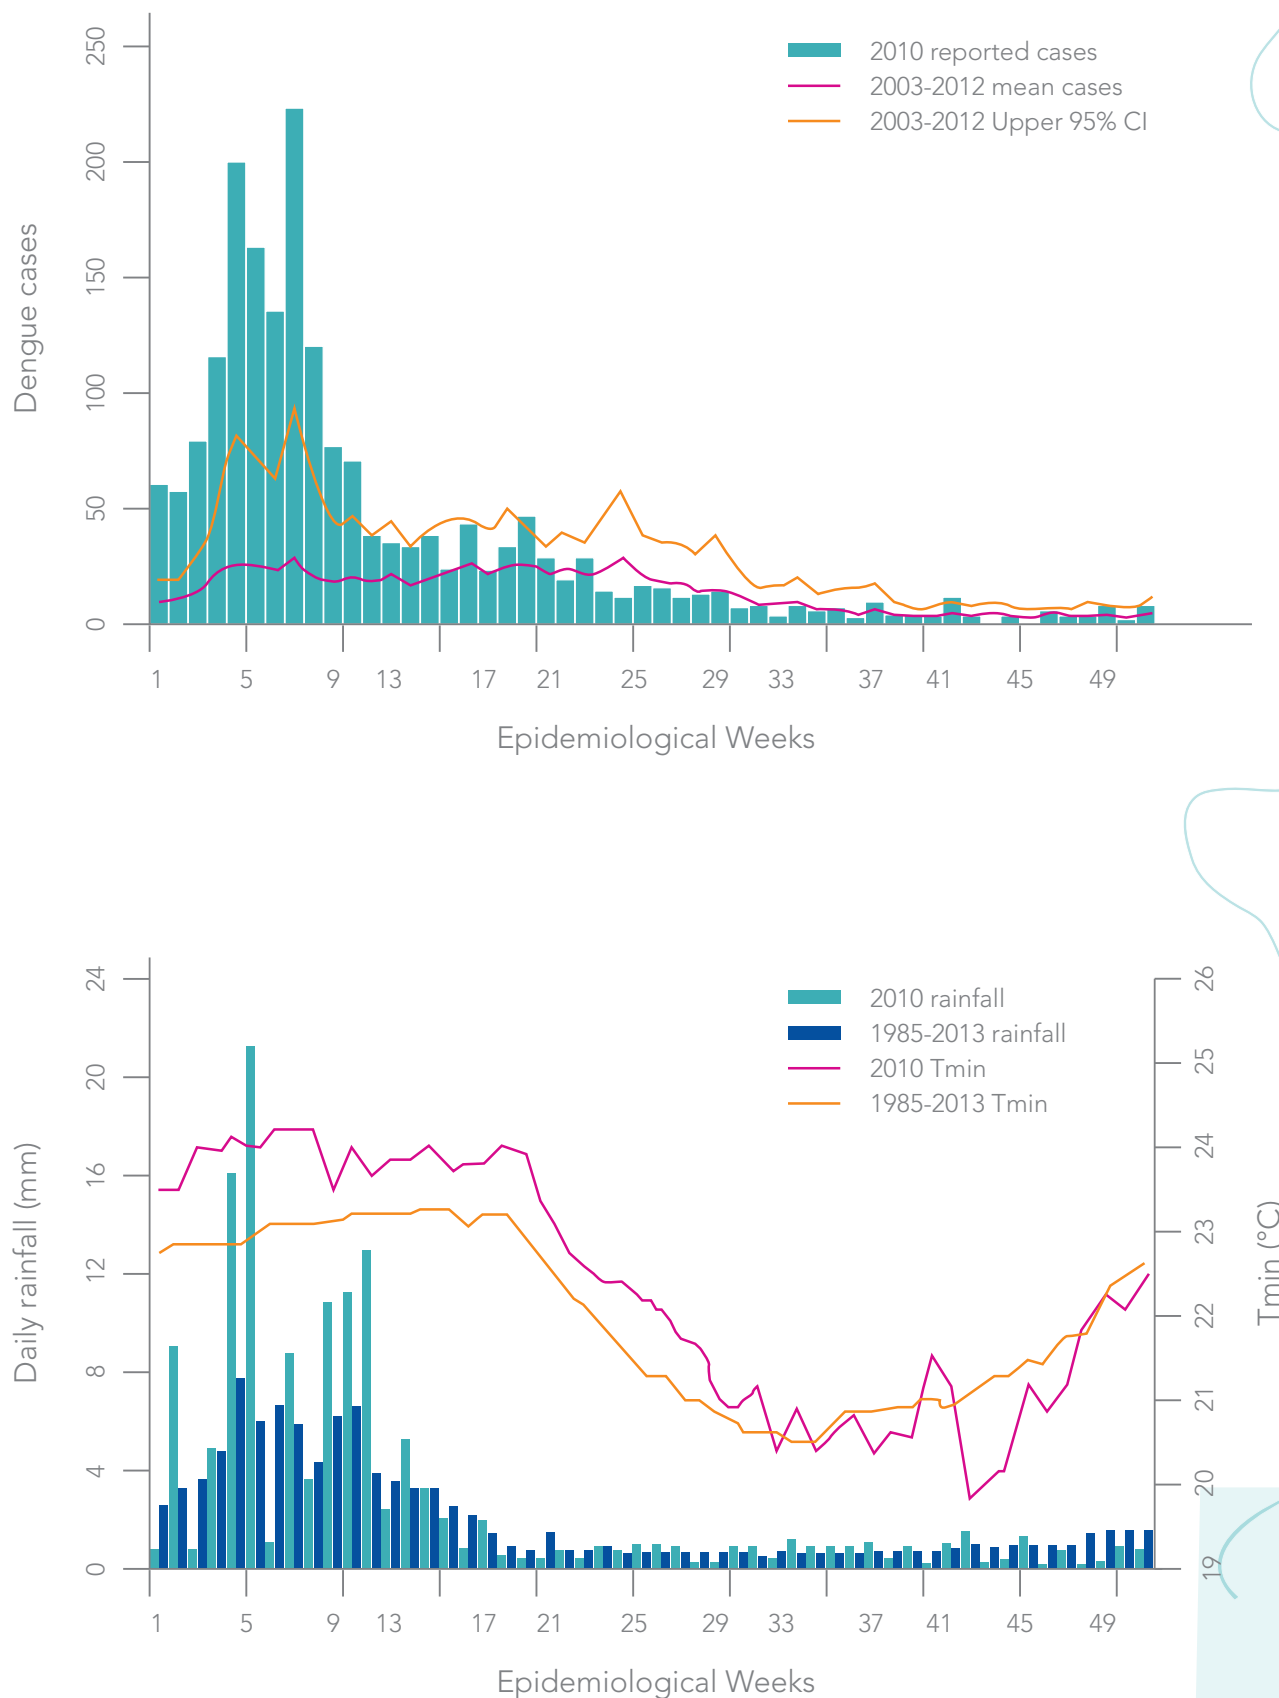 250
200
150
100
50
0
Dengue cases
2010 reported cases
2003-2012 mean cases
2003-2012 Upper 95% CI
1 5 9 13 17 21 25 29 33 37 41 45 49
Epidemiological Weeks
24
20
16
12
8
4
0
Daily rainfall (mm)
2010 rainfall
1985-2013 rainfall
2010 Tmin
1985-2013 Tmin
26
25
24
23
22
21
20
19
Tmin (°C)
1 5 9 13 17 21 25 29 33 37 41 45 49
Epidemiological Weeks